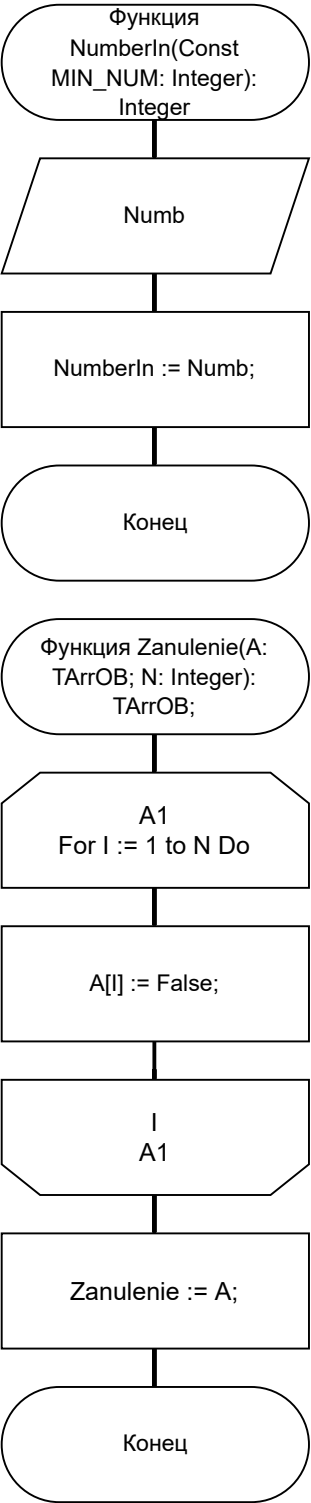 Функция
NumberIn(Const
MIN_NUM: Integer):
Integer
Numb
NumberIn := Numb;
Конец
Функция Zanulenie(A:
TArrOB; N: Integer):
TArrOB;
A1
For I := 1 to N Do
A[I] := False;
I
A1
Zanulenie := A;
Конец